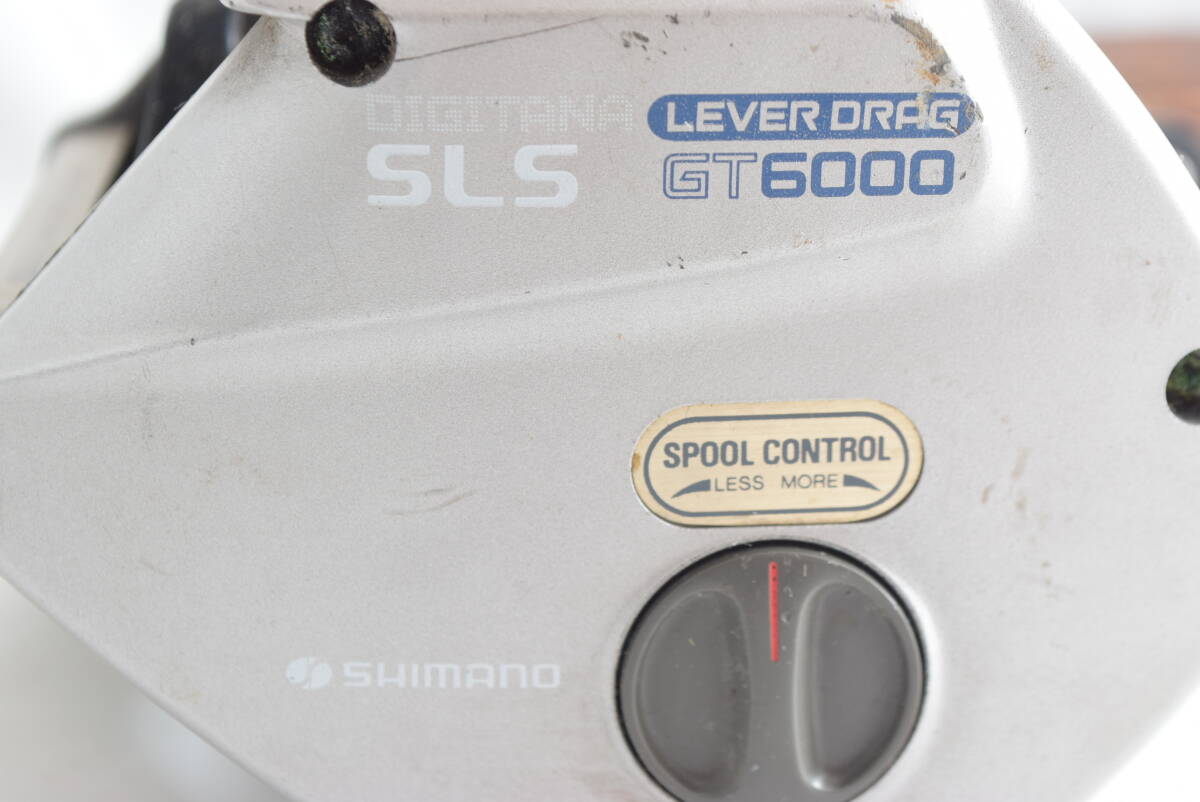 DIGITANA LEVER DRAG
SLS GT6000
SPOOL CONTROL
LESS MORE
SHIMANO